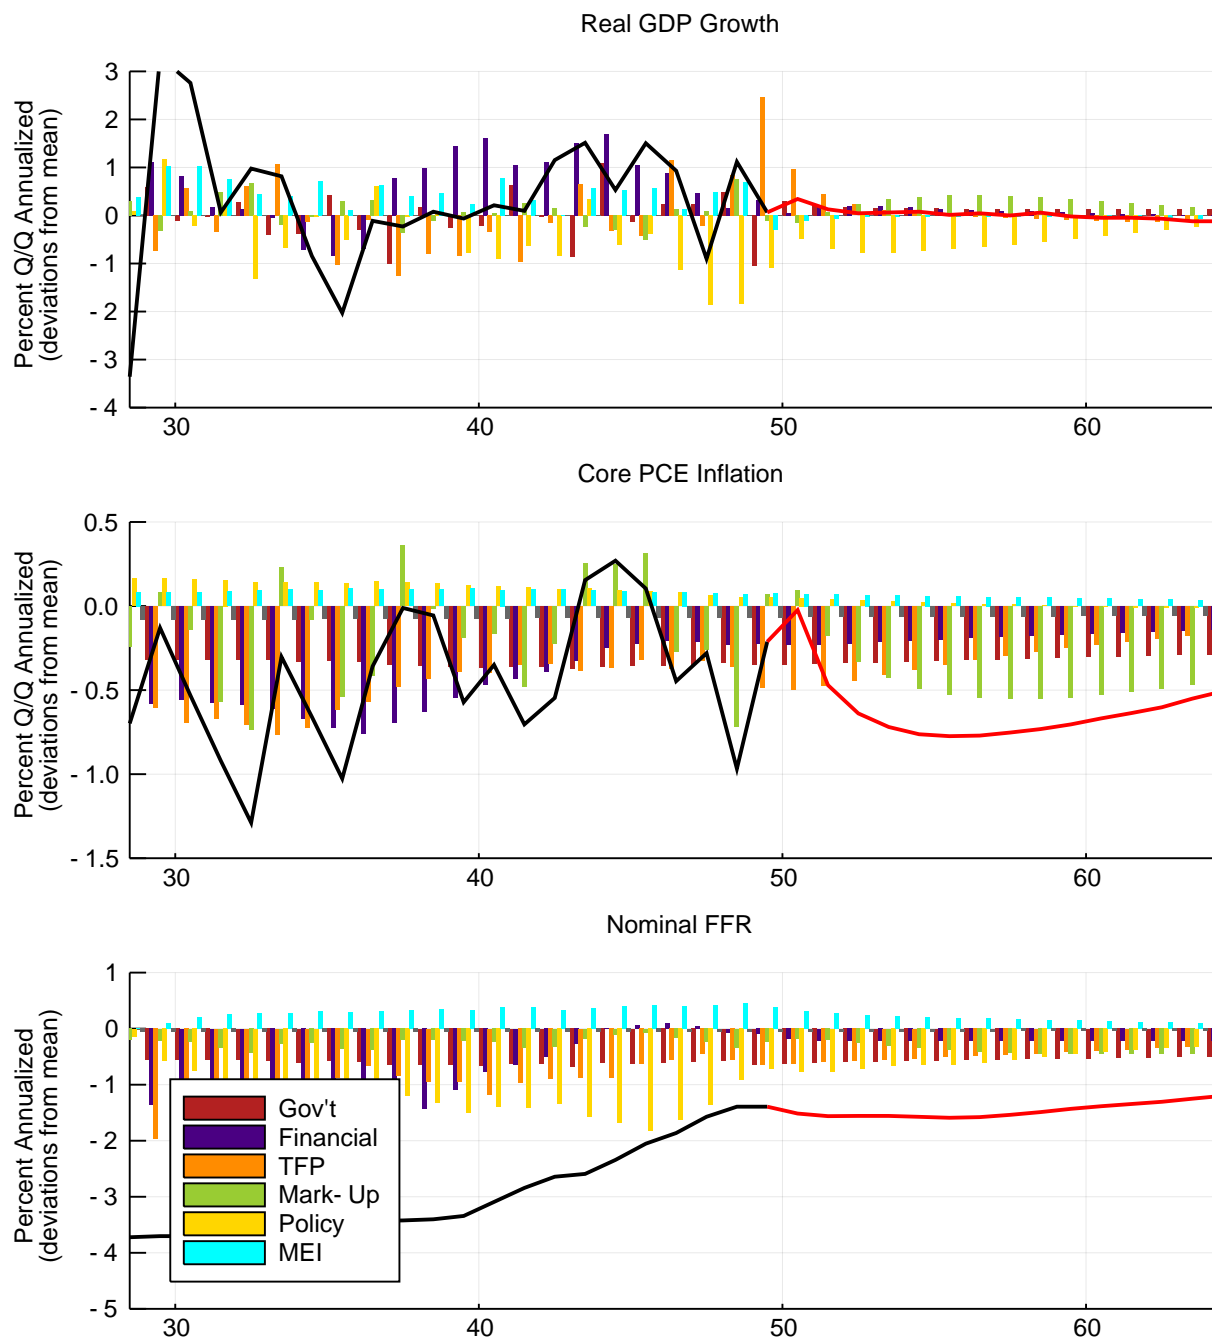 Real GDP Growth
Percent Q/Q Annualized
(deviations from mean)
3
2
1
0
- 1
- 2
- 3
- 4
30 40 50 60
Core PCE Inflation
Percent Q/Q Annualized
(deviations from mean)
0.5
0.0
- 0.5
- 1.0
- 1.5
30 40 50 60
Nominal FFR
Percent Annualized
(deviations from mean)
1
0
- 1
- 2
- 3
- 4
- 5
Gov't
Financial
TFP
Mark- Up
Policy
MEI
30 40 50 60